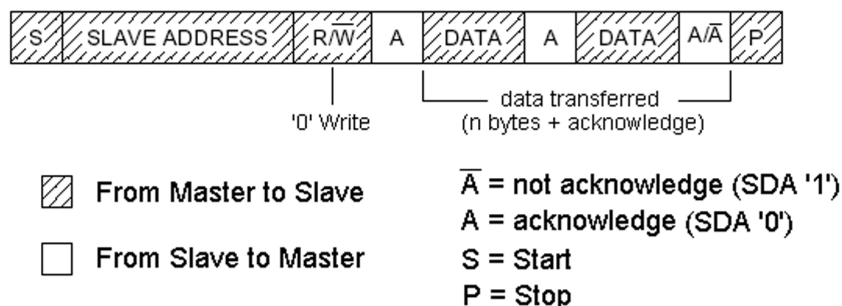 S SLAVE ADDRESS R/W̅ A DATA A DATA A/A̅ P
'0' Write
data transferred
(n bytes + acknowledge)
From Master to Slave
From Slave to Master
A̅ = not acknowledge (SDA '1')
A = acknowledge (SDA '0')
S = Start
P = Stop